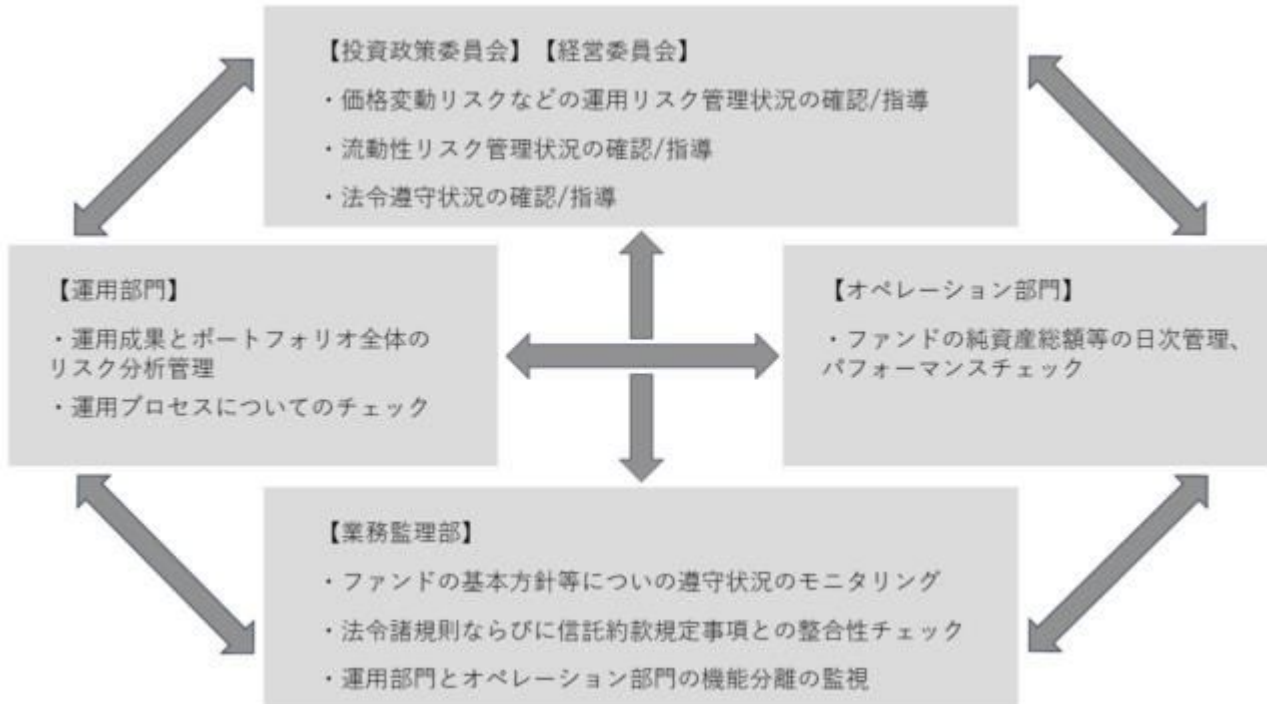 【投資政策委員会】【経営委員会】
・価格変動リスクなどの運用リスク管理状況の確認/指導
・流動性リスク管理状況の確認/指導
・法令遵守状況の確認/指導
【運用部門】
・運用成果とポートフォリオ全体の
リスク分析管理
・運用プロセスについてのチェック
【オペレーション部門】
・ファンドの純資産総額等の日次管理、
パフォーマンスチェック
【業務監理部】
・ファンドの基本方針等についの遵守状況のモニタリング
・法令諸規則ならびに信託約款規定事項との整合性チェック
・運用部門とオペレーション部門の機能分離の監視